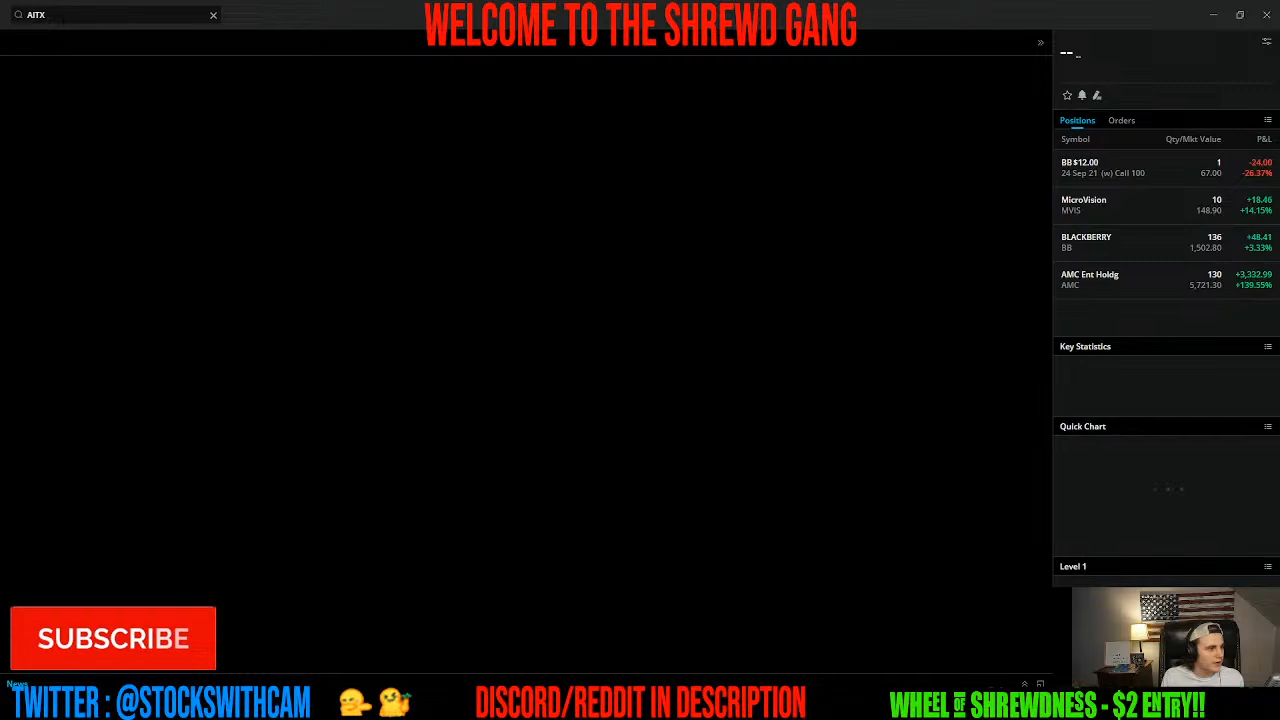 AITX
WELCOME TO THE SHREWD GANG
-- --
Positions Orders
Symbol Qty/Mkt Value P&L
BB $12.00 1 -24.00
24 Sep 21 (w) Call 100 67.00 -26.37%
MicroVision 10 +18.46
MVIS 148.90 +14.15%
BLACKBERRY 136 +48.41
BB 1,502.80 +3.33%
AMC Ent Holdg 130 +3,332.99
AMC 5,721.30 +139.55%
Key Statistics
Quick Chart
Level 1
SUBSCRIBE
News
TWITTER : @STOCKSWITHCAM
DISCORD/REDDIT IN DESCRIPTION
WHEEL OF SHREWDNESS - $2 ENTRY!!